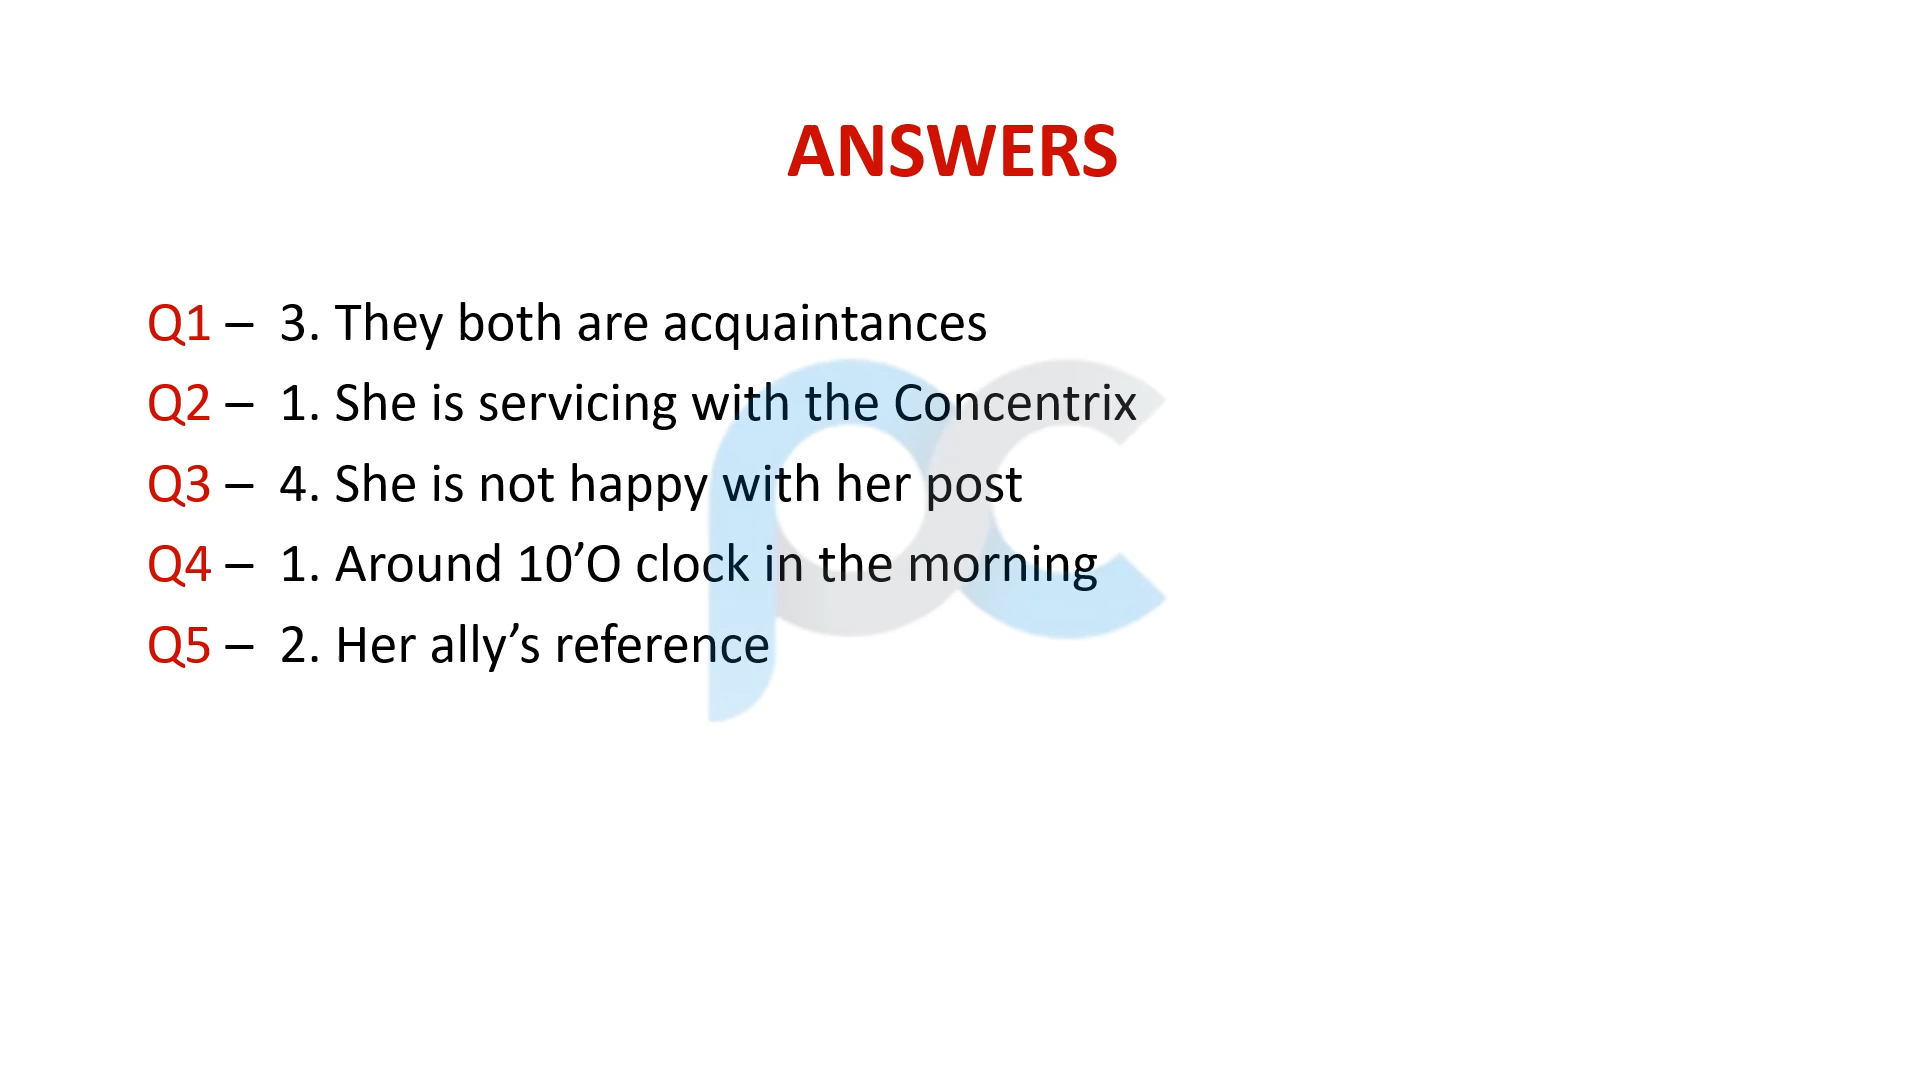 ANSWERS
Q1 – 3. They both are acquaintances
Q2 – 1. She is servicing with the Concentrix
Q3 – 4. She is not happy with her post
Q4 – 1. Around 10’O clock in the morning
Q5 – 2. Her ally’s reference